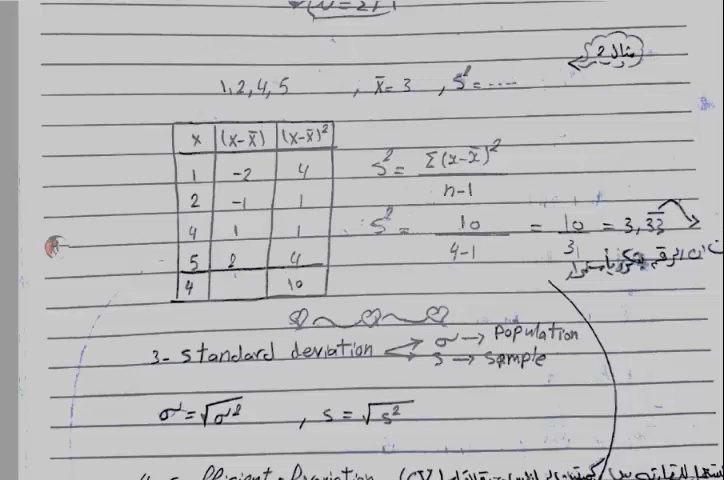 (N=27)
مثال 2
1, 2, 4, 5 , x̄ = 3 , S² = ....
x | (x-x̄) | (x-x̄)²
1 | -2 | 4
2 | -1 | 1
4 | 1 | 1
5 | 2 | 4
4 | | 10
S² = Σ(x-x̄)² / n-1
S² = 10 / 4-1 = 10 / 3 = 3,33
3- standard deviation
σ → population
S → sample
σ = √σ² , s = √s²